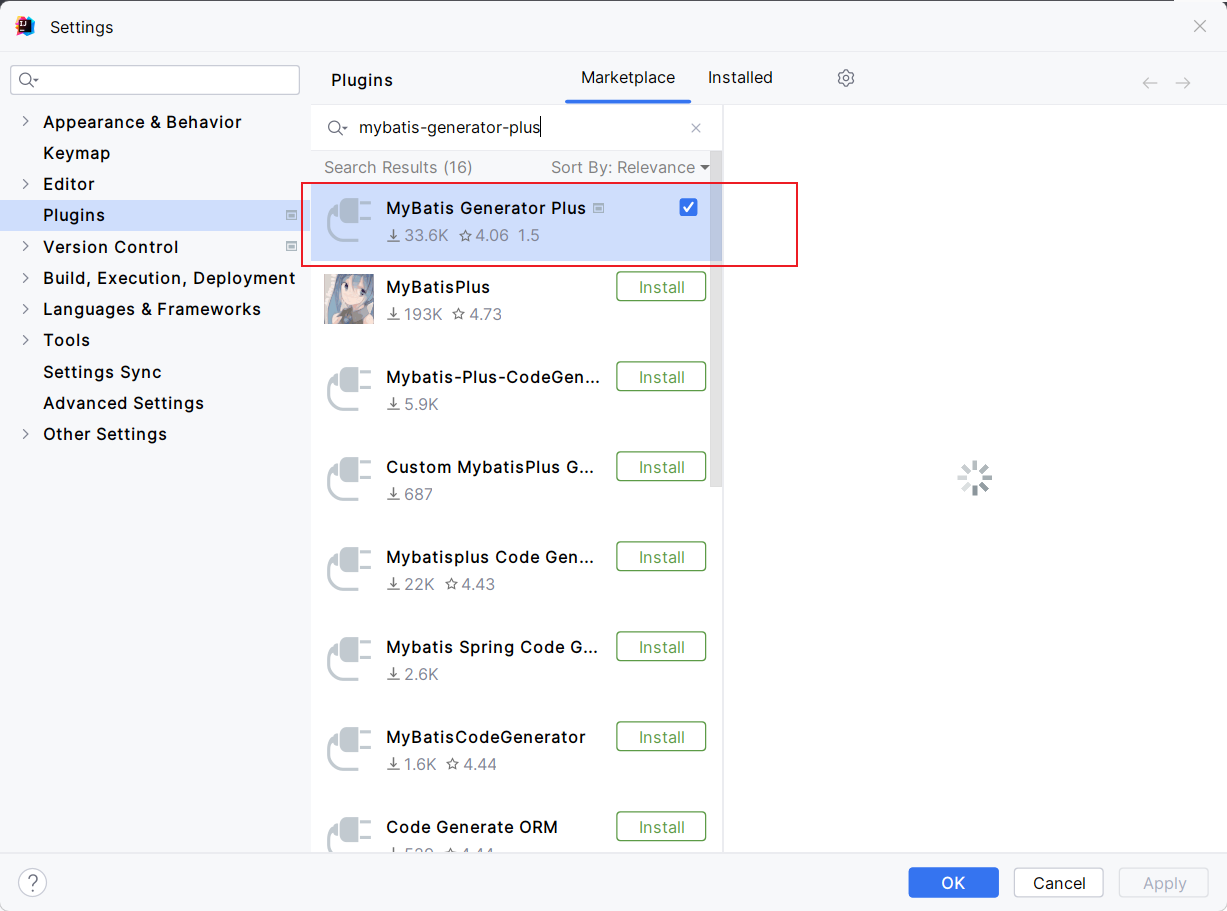 Settings
Plugins
Marketplace
Installed
Appearance & Behavior
Keymap
Editor
Plugins
Version Control
Build, Execution, Deployment
Languages & Frameworks
Tools
Settings Sync
Advanced Settings
Other Settings
mybatis-generator-plus
Search Results (16)
Sort By: Relevance
MyBatis Generator Plus
33.6K 4.06 1.5
MyBatisPlus
Install
193K 4.73
Mybatis-Plus-CodeGen...
Install
5.9K
Custom MybatisPlus G...
Install
687
Mybatisplus Code Gen...
Install
22K 4.43
Mybatis Spring Code G...
Install
2.6K
MyBatisCodeGenerator
Install
1.6K 4.44
Code Generate ORM
Install
?
OK
Cancel
Apply